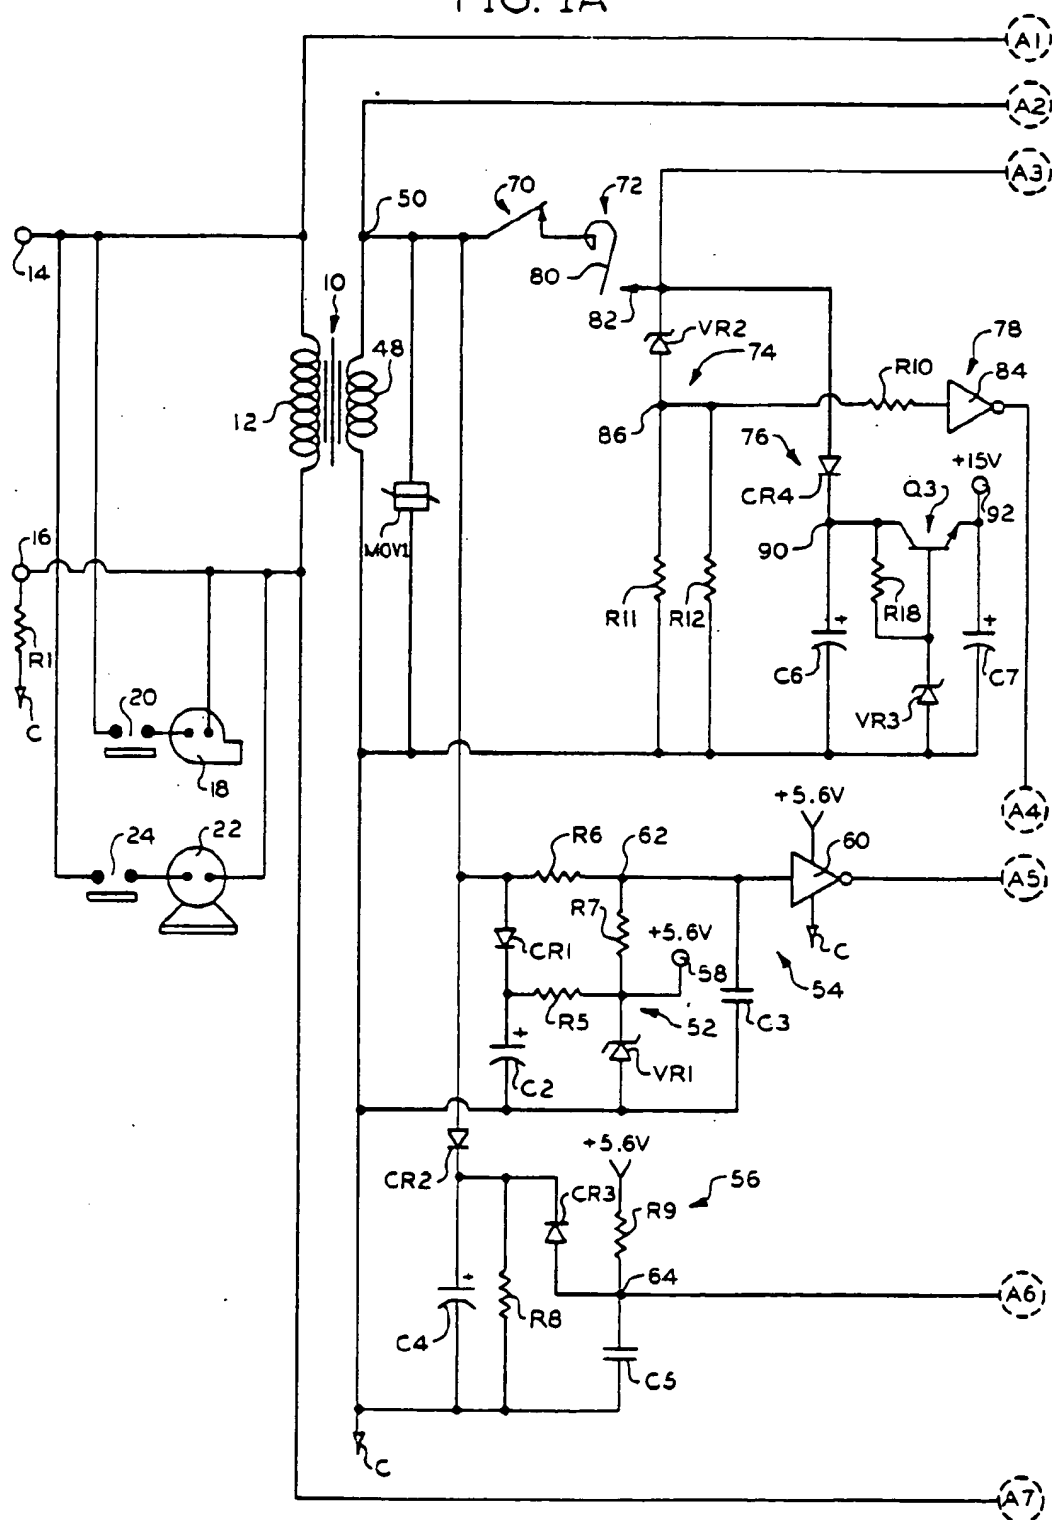 FIG. 1A
A1
A2
A3
70
72
50
14
80
10
82
VR2
78
48
74
R10
84
12
86
76
+15V
CR4
Q3
92
MOV1
16
90
R11
R12
R18
R1
C6
C7
20
C
VR3
18
+5.6V
A4
24
22
R6
62
60
A5
R7
+5.6V
CR1
58
C
54
R5
52
C3
C2
VR1
+5.6V
CR2
CR3
56
R9
64
A6
C4
R8
C5
C
A7